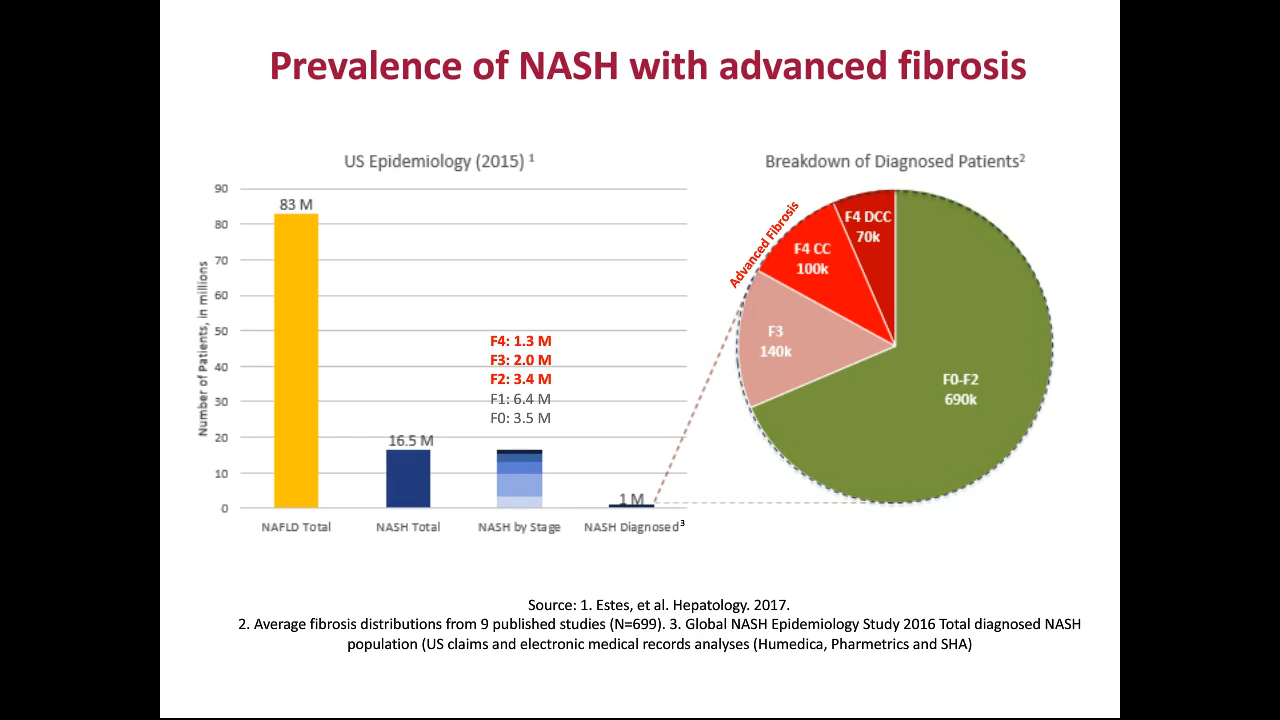 Prevalence of NASH with advanced fibrosis
US Epidemiology (2015) 1
Number of Patients, in millions
90
80
70
60
50
40
30
20
10
0
83 M
16.5 M
F4: 1.3 M
F3: 2.0 M
F2: 3.4 M
F1: 6.4 M
F0: 3.5 M
1 M
NAFLD Total
NASH Total
NASH by Stage
NASH Diagnosed3
Breakdown of Diagnosed Patients2
Advanced Fibrosis
F4 DCC
70k
F4 CC
100k
F3
140k
F0-F2
690k
Source: 1. Estes, et al. Hepatology. 2017.
2. Average fibrosis distributions from 9 published studies (N=699). 3. Global NASH Epidemiology Study 2016 Total diagnosed NASH
population (US claims and electronic medical records analyses (Humedica, Pharmetrics and SHA)